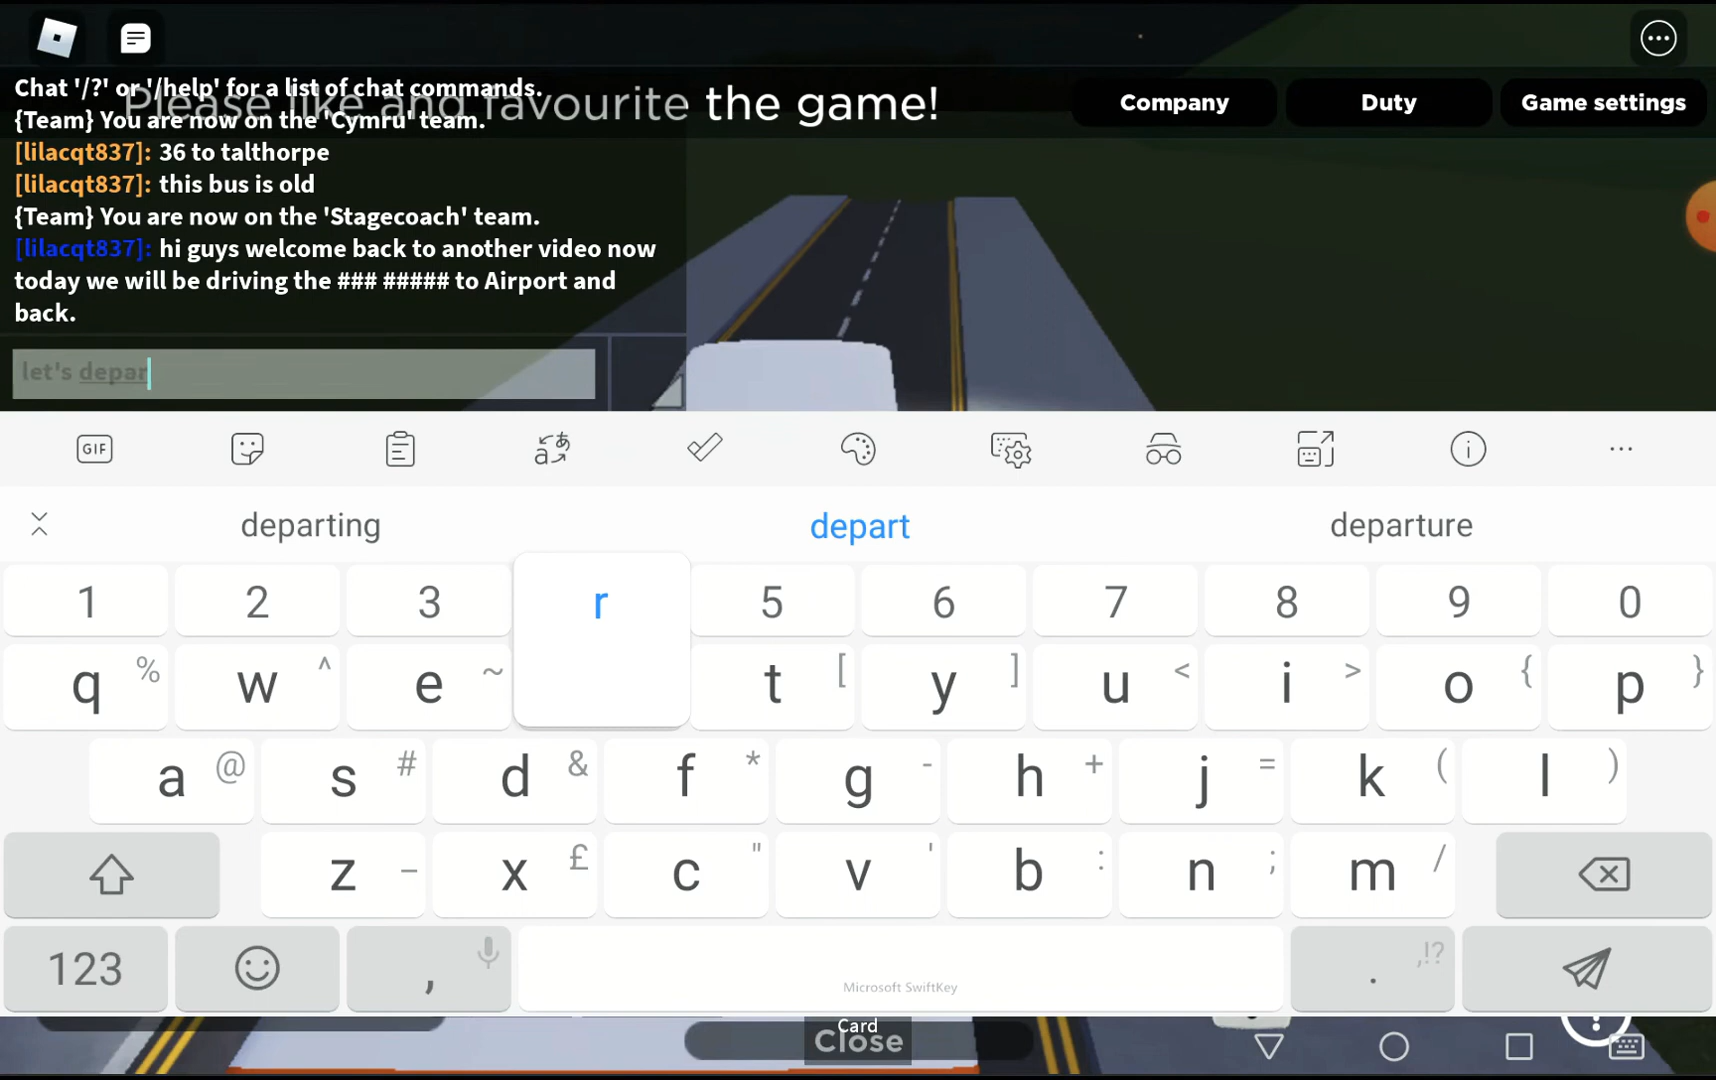 Please like and favourite the game!
Company
Duty
Game settings
Chat '/?' or '/help' for a list of chat commands.
{Team} You are now on the 'Cymru' team.
[lilacqt837]: 36 to talthorpe
[lilacqt837]: this bus is old
{Team} You are now on the 'Stagecoach' team.
[lilacqt837]: hi guys welcome back to another video now
today we will be driving the ### ##### to Airport and
back.
let's depar
GIF
departing
depart
departure
1 2 3 r 5 6 7 8 9 0
q % w ^ e ~ t [ y ] u < i > o { p }
a @ s # d & f * g - h + j = k ( l )
z _ x £ c " v ' b : n ; m /
123 , . ,!?
Microsoft SwiftKey
Card
Close